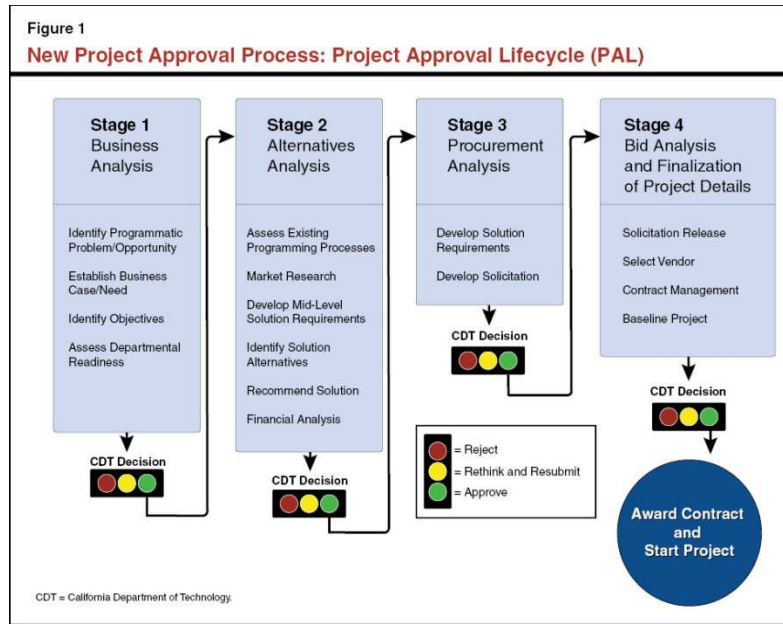 Figure 1
New Project Approval Process: Project Approval Lifecycle (PAL)
Stage 1
Business
Analysis
Identify Programmatic
Problem/Opportunity
Establish Business
Case/Need
Identify Objectives
Assess Departmental
Readiness
CDT Decision
Stage 2
Alternatives
Analysis
Assess Existing
Programming Processes
Market Research
Develop Mid-Level
Solution Requirements
Identify Solution
Alternatives
Recommend Solution
Financial Analysis
CDT Decision
Stage 3
Procurement
Analysis
Develop Solution
Requirements
Develop Solicitation
CDT Decision
Stage 4
Bid Analysis
and Finalization
of Project Details
Solicitation Release
Select Vendor
Contract Management
Baseline Project
CDT Decision
= Reject
= Rethink and Resubmit
= Approve
Award Contract
and
Start Project
CDT = California Department of Technology.